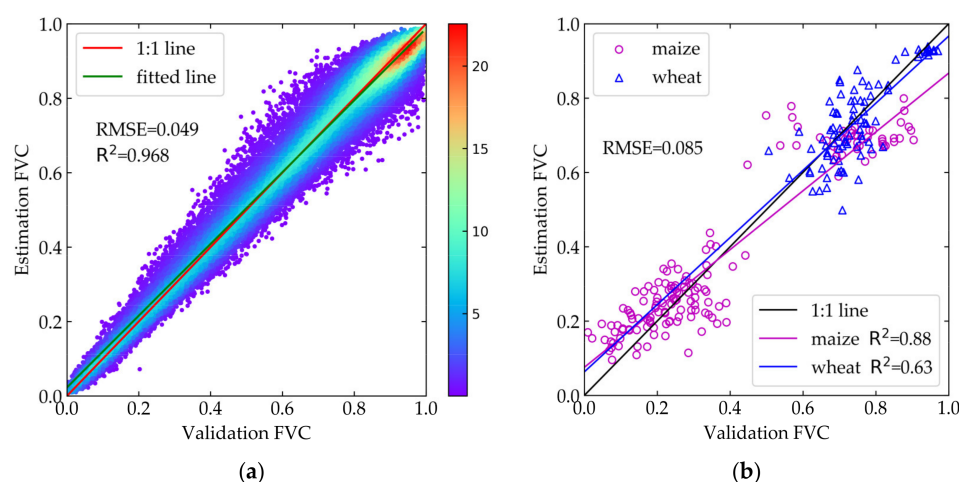 1.0
0.8
0.6
0.4
0.2
0.0
Estimation FVC
0.0 0.2 0.4 0.6 0.8 1.0
Validation FVC
1:1 line
fitted line
RMSE=0.049
R²=0.968
20
15
10
5
(a)
1.0
0.8
0.6
0.4
0.2
0.0
Estimation FVC
0.0 0.2 0.4 0.6 0.8 1.0
Validation FVC
maize
wheat
RMSE=0.085
1:1 line
maize R²=0.88
wheat R²=0.63
(b)